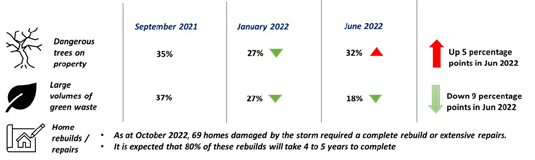 September 2021 January 2022 June 2022
Dangerous
trees on
property
35% 27% 32%
Up 5 percentage
points in Jun 2022
Large
volumes of
green waste
37% 27% 18%
Down 9 percentage
points in Jun 2022
Home
rebuilds /
repairs
• As at October 2022, 69 homes damaged by the storm required a complete rebuild or extensive repairs.
• It is expected that 80% of these rebuilds will take 4 to 5 years to complete